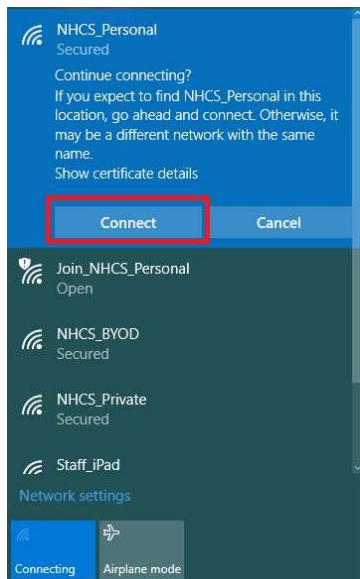 NHCS_Personal
Secured
Continue connecting?
If you expect to find NHCS_Personal in this
location, go ahead and connect. Otherwise, it
may be a different network with the same
name.
Show certificate details
Connect Cancel
Join_NHCS_Personal
Open
NHCS_BYOD
Secured
NHCS_Private
Secured
Staff_iPad
Network settings
Connecting Airplane mode